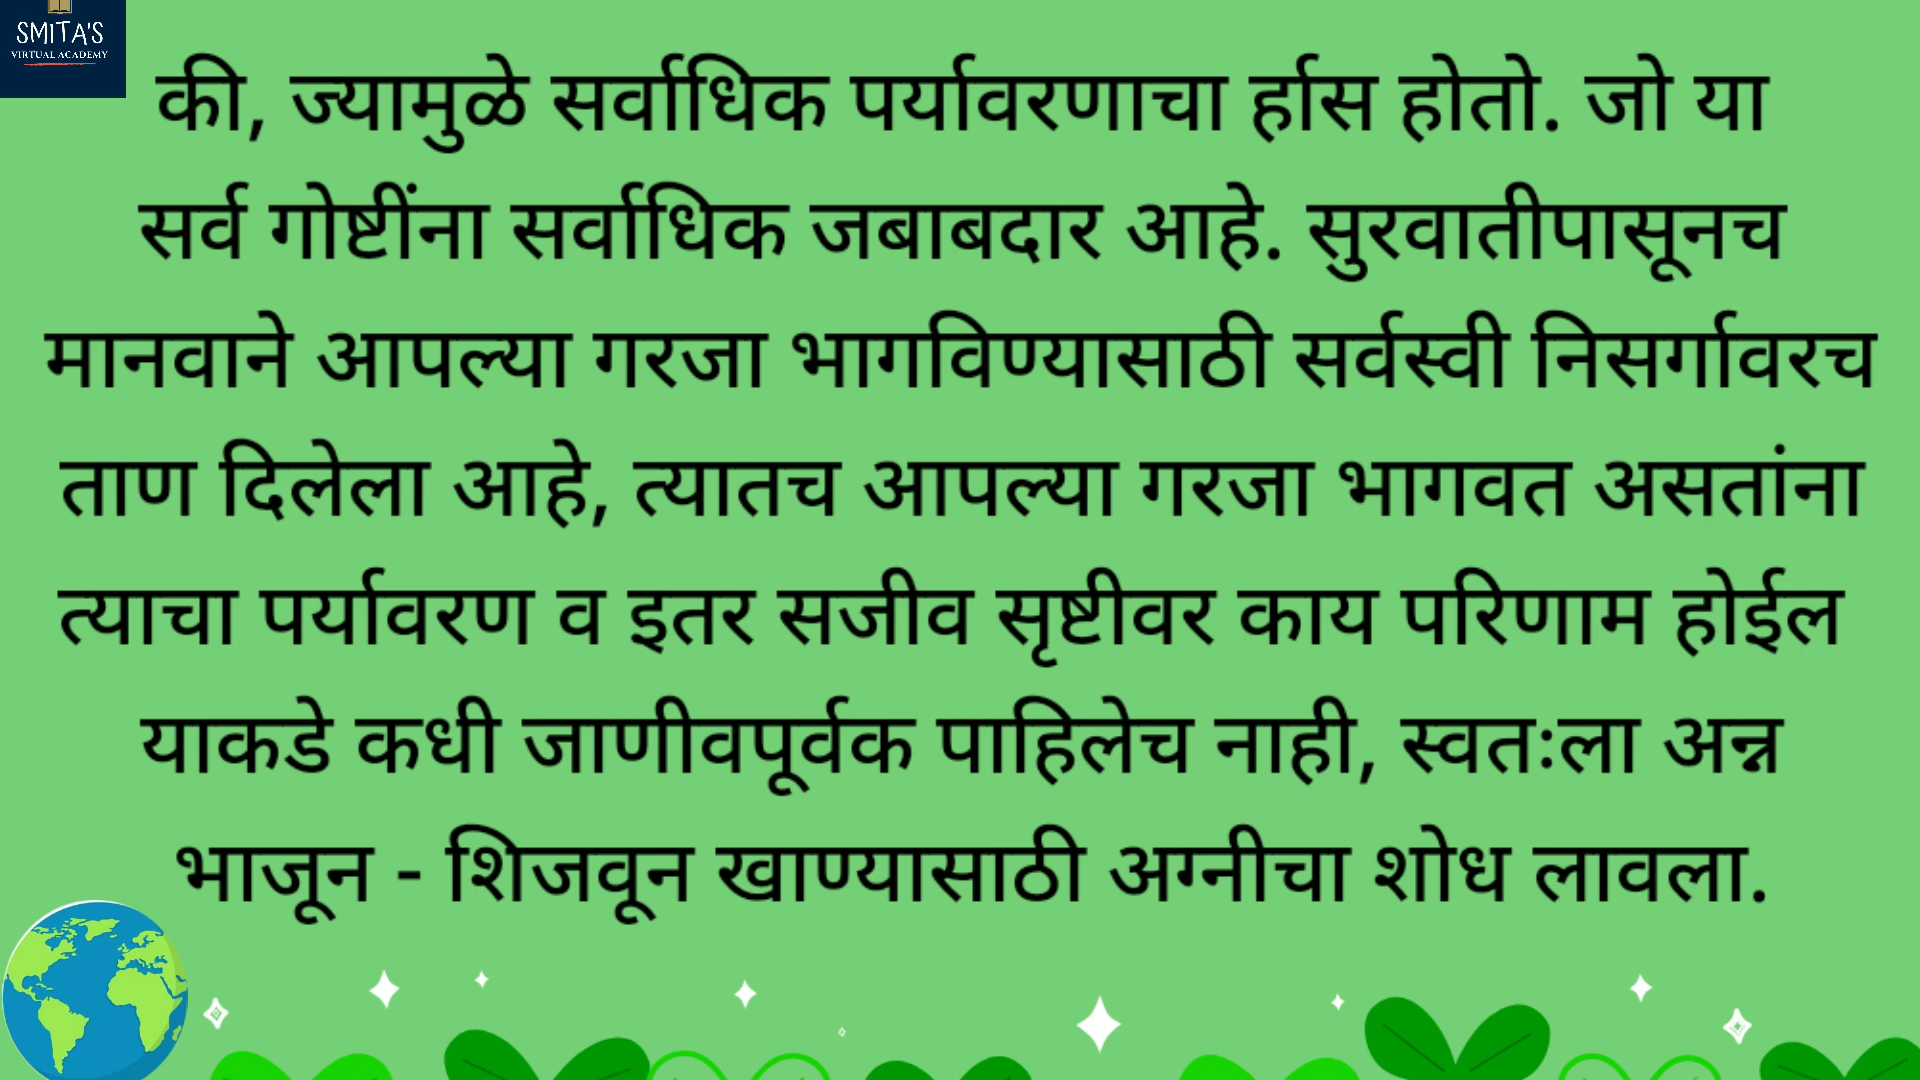 SMITA'S
VIRTUAL ACADEMY
की, ज्यामुळे सर्वाधिक पर्यावरणाचा र्हास होतो. जो या
सर्व गोष्टींना सर्वाधिक जबाबदार आहे. सुरवातीपासूनच
मानवाने आपल्या गरजा भागविण्यासाठी सर्वस्वी निसर्गावरच
ताण दिलेला आहे, त्यातच आपल्या गरजा भागवत असतांना
त्याचा पर्यावरण व इतर सजीव सृष्टीवर काय परिणाम होईल
याकडे कधी जाणीवपूर्वक पाहिलेच नाही, स्वतःला अन्न
भाजून - शिजवून खाण्यासाठी अग्नीचा शोध लावला.